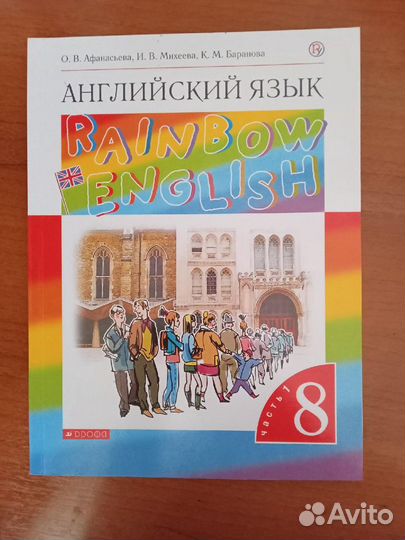 О. В. Афанасьева, И. В. Михеева, К. М. Баранова
АНГЛИЙСКИЙ ЯЗЫК
RAINBOW
ENGLISH
часть 1
8
ДРОФА
Avito